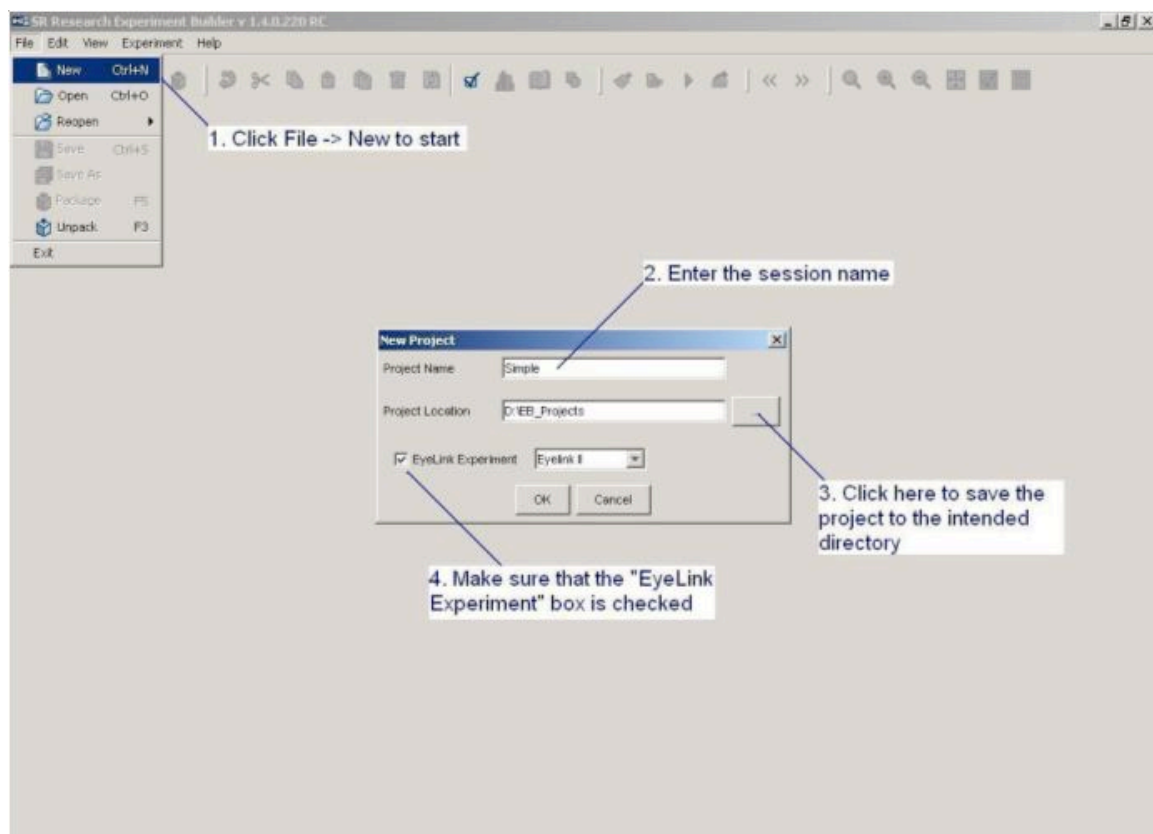 SR Research Experiment Builder v 1.4.0.220 RC
File Edit View Experiment Help
New Ctrl+N
Open Ctrl+O
Reopen
Save Ctrl+S
Save As
Package F5
Unpack F3
Exit
1. Click File -> New to start
2. Enter the session name
New Project
Project Name Simple
Project Location D:\EB_Projects ...
EyeLink Experiment Eyelink II
OK Cancel
3. Click here to save the
project to the intended
directory
4. Make sure that the "EyeLink
Experiment" box is checked